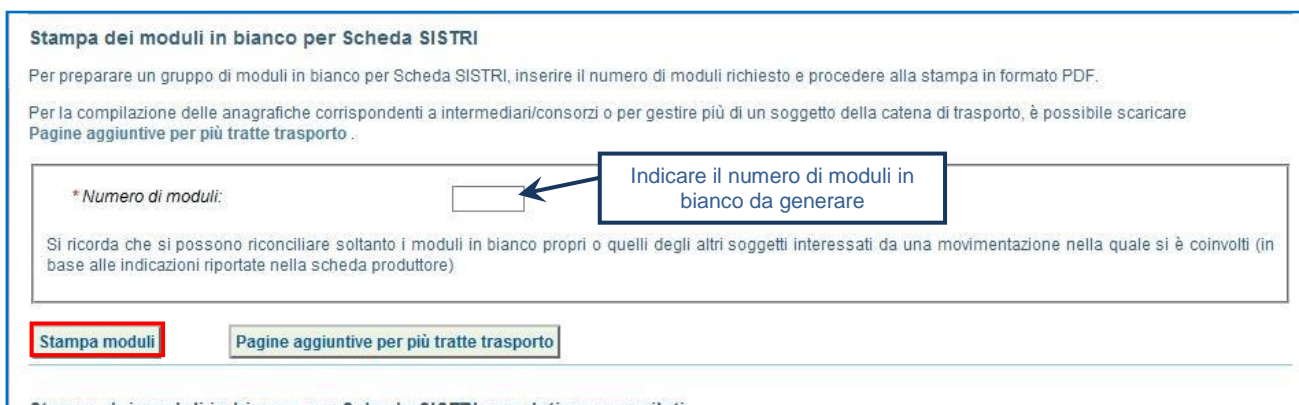 Stampa dei moduli in bianco per Scheda SISTRI
Per preparare un gruppo di moduli in bianco per Scheda SISTRI, inserire il numero di moduli richiesto e procedere alla stampa in formato PDF.
Per la compilazione delle anagrafiche corrispondenti a intermediari/consorzi o per gestire più di un soggetto della catena di trasporto, è possibile scaricare
Pagine aggiuntive per più tratte trasporto .
* Numero di moduli:
Indicare il numero di moduli in
bianco da generare
Si ricorda che si possono riconciliare soltanto i moduli in bianco propri o quelli degli altri soggetti interessati da una movimentazione nella quale si è coinvolti (in
base alle indicazioni riportate nella scheda produttore)
Stampa moduli
Pagine aggiuntive per più tratte trasporto